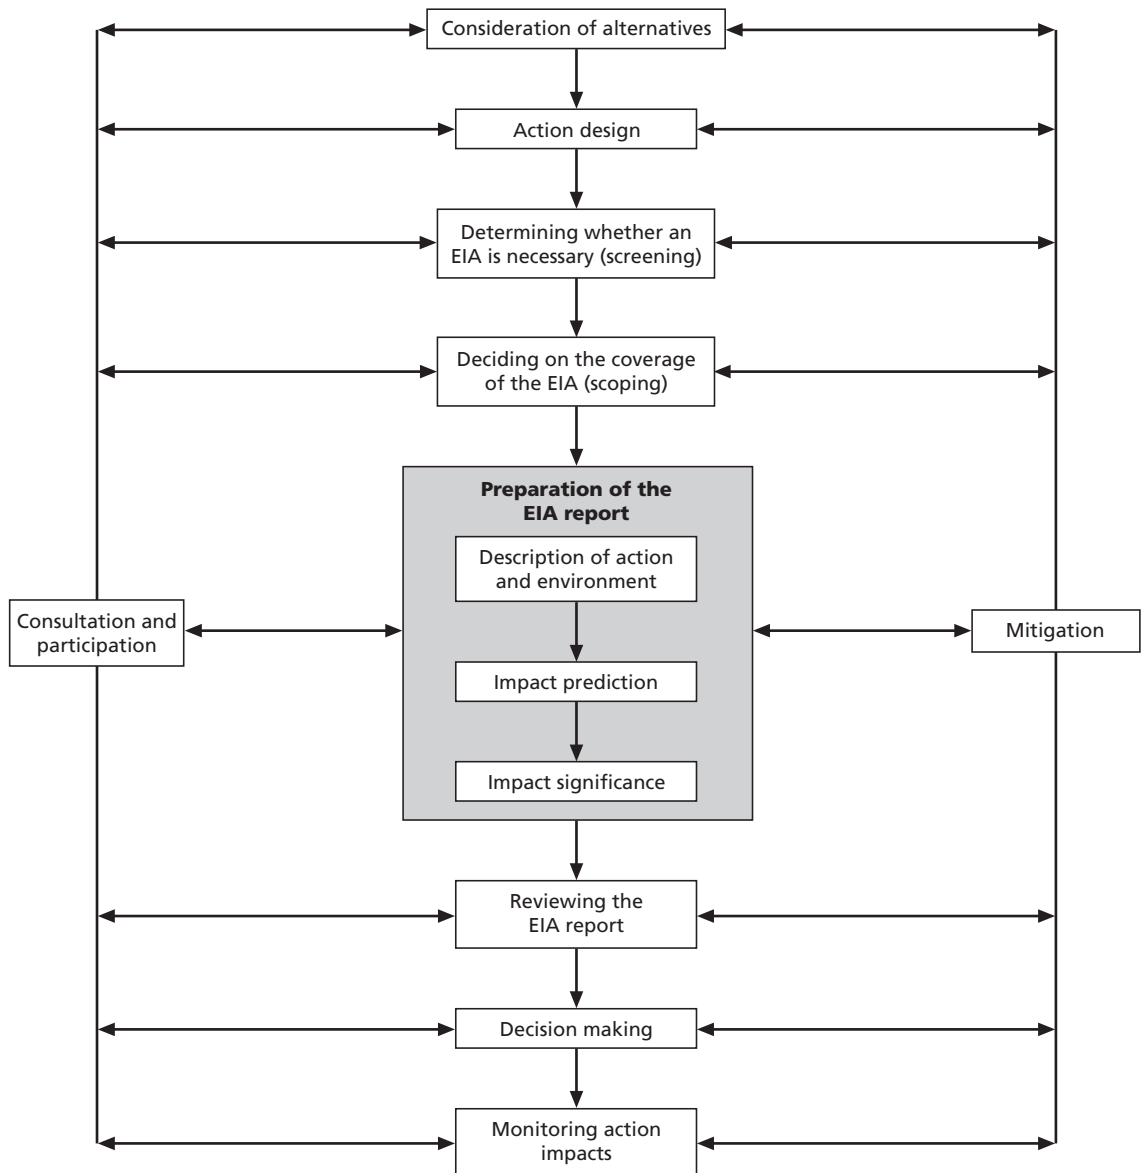 Consideration of alternatives
Action design
Determining whether an
EIA is necessary (screening)
Deciding on the coverage
of the EIA (scoping)
Preparation of the
EIA report
Description of action
and environment
Consultation and
participation
Mitigation
Impact prediction
Impact significance
Reviewing the
EIA report
Decision making
Monitoring action
impacts